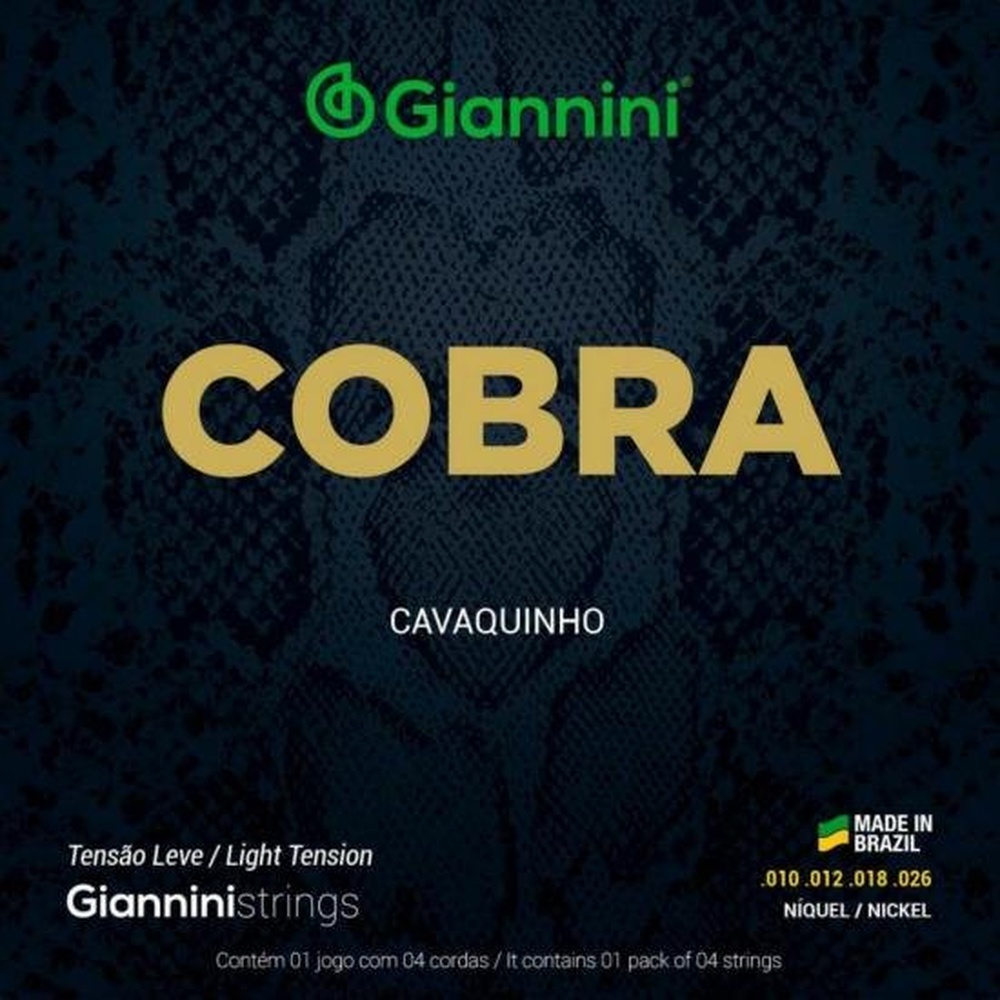 Giannini
COBRA
CAVAQUINHO
Tensão Leve / Light Tension
Gianninistrings
MADE IN
BRAZIL
.010 .012 .018 .026
NÍQUEL / NICKEL
Contém 01 jogo com 04 cordas / It contains 01 pack of 04 strings